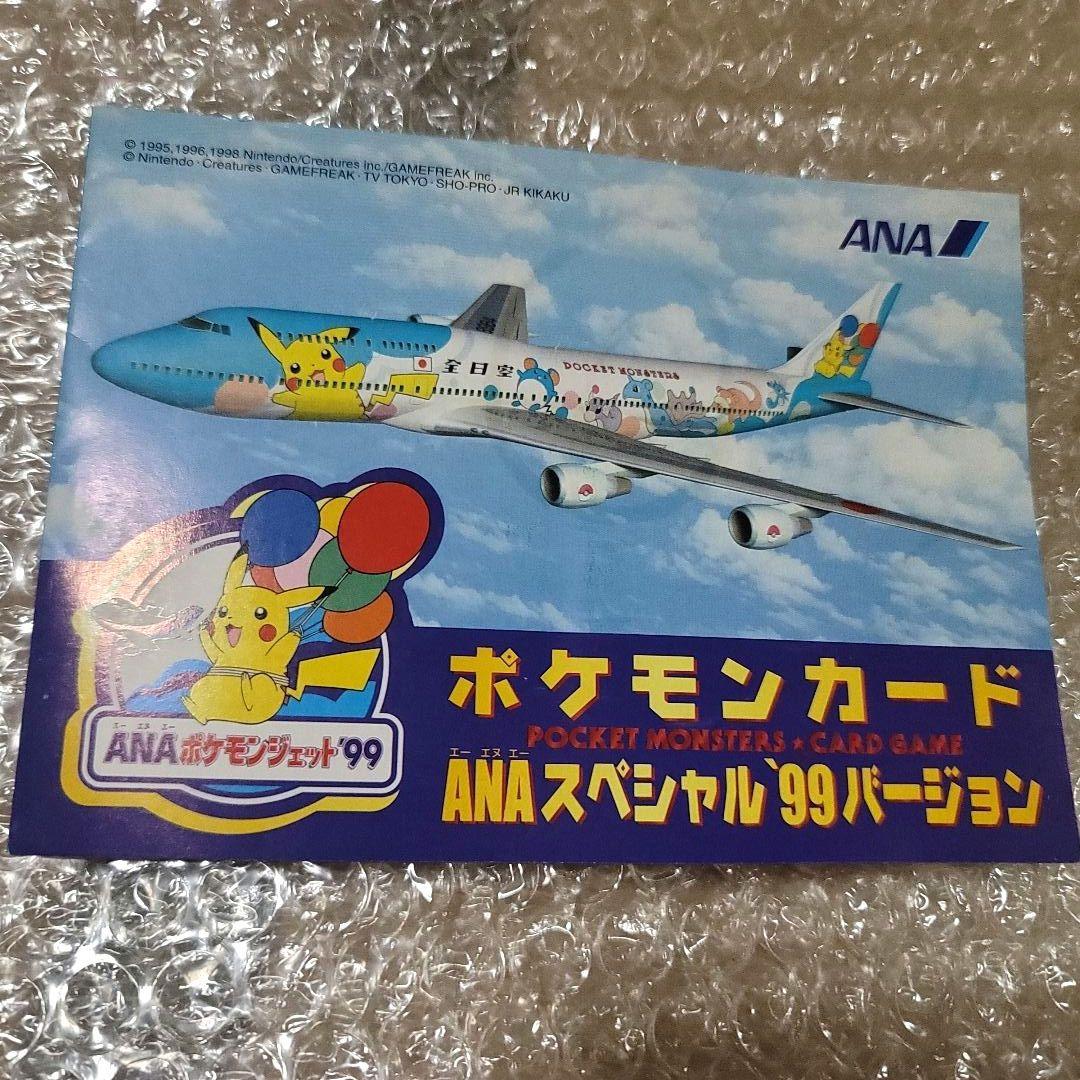 © 1995,1996,1998 Nintendo/Creatures inc./GAMEFREAK inc.
© Nintendo・Creatures・GAMEFREAK・TV TOKYO・SHO-PRO・JR KIKAKU
ANA
全日空
POCKET MONSTERS
エー エヌ エー
ANAポケモンジェット'99
ポケモンカード
POCKET MONSTERS★CARD GAME
エー エヌ エー
ANAスペシャル'99バージョン